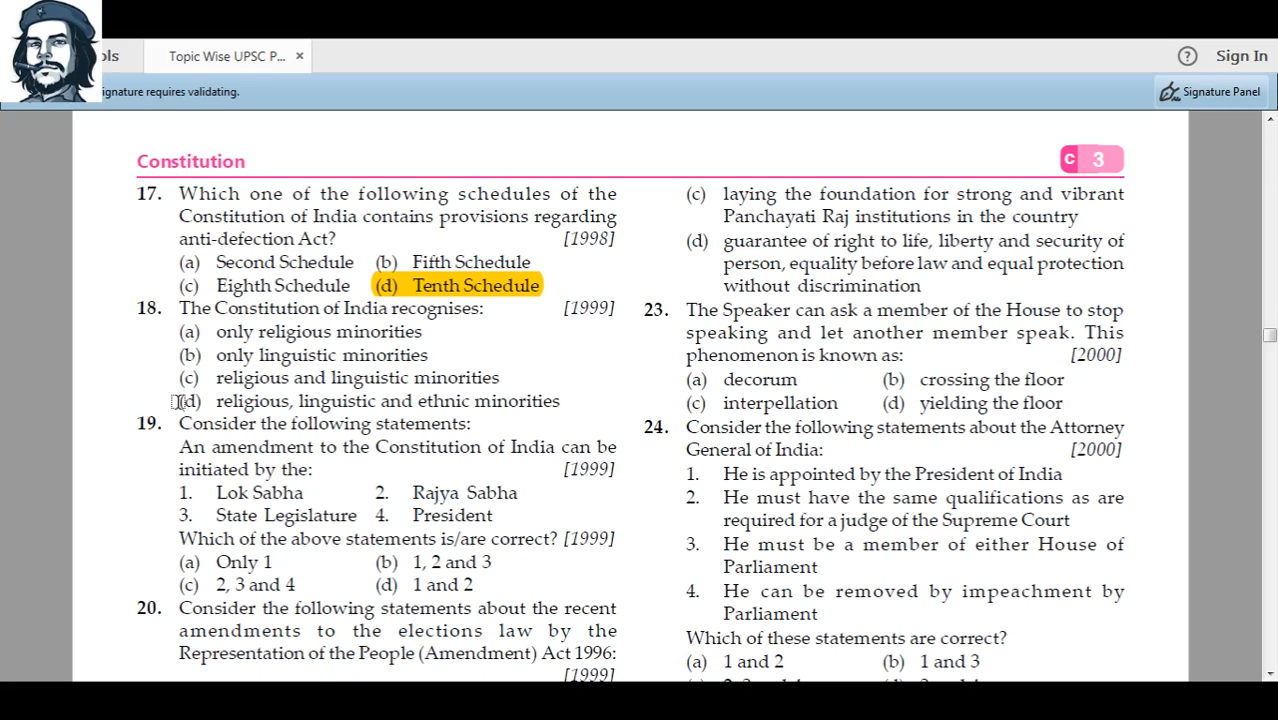 ols
Topic Wise UPSC P...
×
?
Sign In
ignature requires validating.
Signature Panel
Constitution
C 3
17. Which one of the following schedules of the
Constitution of India contains provisions regarding
anti-defection Act? [1998]
(a) Second Schedule (b) Fifth Schedule
(c) Eighth Schedule (d) Tenth Schedule
18. The Constitution of India recognises: [1999]
(a) only religious minorities
(b) only linguistic minorities
(c) religious and linguistic minorities
(d) religious, linguistic and ethnic minorities
19. Consider the following statements:
An amendment to the Constitution of India can be
initiated by the: [1999]
1. Lok Sabha 2. Rajya Sabha
3. State Legislature 4. President
Which of the above statements is/are correct? [1999]
(a) Only 1 (b) 1, 2 and 3
(c) 2, 3 and 4 (d) 1 and 2
20. Consider the following statements about the recent
amendments to the elections law by the
Representation of the People (Amendment) Act 1996:
[1999]
(c) laying the foundation for strong and vibrant
Panchayati Raj institutions in the country
(d) guarantee of right to life, liberty and security of
person, equality before law and equal protection
without discrimination
23. The Speaker can ask a member of the House to stop
speaking and let another member speak. This
phenomenon is known as: [2000]
(a) decorum (b) crossing the floor
(c) interpellation (d) yielding the floor
24. Consider the following statements about the Attorney
General of India: [2000]
1. He is appointed by the President of India
2. He must have the same qualifications as are
required for a judge of the Supreme Court
3. He must be a member of either House of
Parliament
4. He can be removed by impeachment by
Parliament
Which of these statements are correct?
(a) 1 and 2 (b) 1 and 3